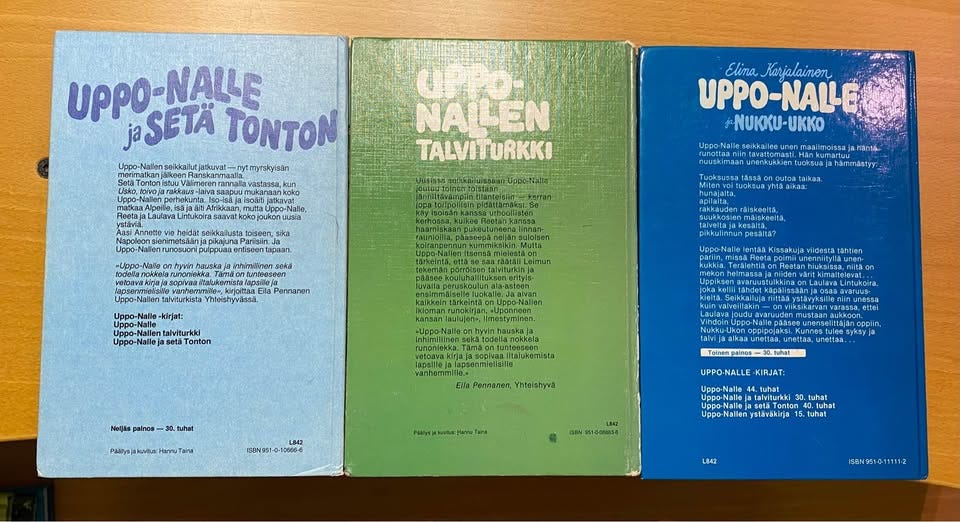 UPPO-NALLE
ja SETÄ TONTON
Uppo-Nallen seikkailut jatkuvat — nyt myrskyisän
merimatkan jälkeen Ranskanmaalla.
Setä Tonton istuu Välimeren rannalla vastassa, kun
Usko, toivo ja rakkaus -laiva saapuu mukanaan koko
Uppo-Nallen perhekunta. Iso-isä ja isoäiti jatkavat
matkaa Alpeille, isä ja äiti Afrikkaan, mutta Uppo-Nalle,
Reeta ja Laulava Lintukoira saavat koko joukon uusia
ystäviä.
Aasi Annette vie heidät seikkailusta toiseen, sika
Napoleon sienimetsään ja pikajuna Pariisiin. Ja
Uppo-Nallen runosuoni pulppuaa entiseen tapaan.
»Uppo-Nalle on hyvin hauska ja inhimillinen sekä
todella nokkela runoniekka. Tämä on tunteeseen
vetoava kirja ja sopivaa iltalukemista lapsille ja
lapsenmielisille vanhemmille», kirjoittaa Eila Pennanen
Uppo-Nallen talviturkista Yhteishyvässä.
Uppo-Nalle -kirjat:
Uppo-Nalle
Uppo-Nallen talviturkki
Uppo-Nalle ja setä Tonton
Neljäs painos — 30. tuhat
L842
Päällys ja kuvitus: Hannu Taina
ISBN 951-0-10666-6
UPPO-
NALLEN
TALVITURKKI
Uusissa seikkailuissaan Uppo-Nalle
joutuu toinen toistaan
jännittävämpiin tilanteisiin — kerran
jopa torpoliisin pidättämäksi. Se
käy isoisän kanssa urhoollisten
kerhossa, kulkee Reetan kanssa
haamiskaan pukeutuneena linnan-
raunioilla, pääseepä neljän suloisen
koiranpennun kummiksikin. Mutta
Uppo-Nallen itsensä mielestä on
tärkeintä, että se saa räätäli Leimun
tekemän pörröisen talviturkin ja
pääsee kouluhallituksen erityis-
luvalla peruskoulun ala-asteen
ensimmäiselle luokalle. Ja aivan
kaikkein tärkeintä on Uppo-Nallen
ikioman runokirjan, »Uponneen
kansan laulujen», ilmestyminen.
»Uppo-Nalle on hyvin hauska ja
inhimillinen sekä todella nokkela
runoniekka. Tämä on tunteeseen
vetoava kirja ja sopivaa iltalukemista
lapsille ja lapsenmielisille
vanhemmille.»
Eila Pennanen, Yhteishyvä
L842
Päällys ja kuvitus: Hannu Taina
ISBN
Elina Karjalainen
UPPO-NALLE
ja NUKKU-UKKO
Uppo-Nalle seikkailee unen maailmoissa ja häntä
runottaa niin tavattomasti. Hän kumartuu
nuuskimaan unenkukkien tuoksua ja hämmästyy:
Tuoksussa tässä on outoa taikaa.
Miten voi tuoksua yhtä aikaa:
hunajalta,
apilalta,
rakkauden räiskeeltä,
suukkosien mäiskeeltä,
talvelta ja kesältä,
pikkulinnun pesältä?
Uppo-Nalle lentää Kissakuja viidestä tähtien
pariin, missä Reeta poimii unenniityllä unen-
kukkia. Terälehtiä on Reetan hiuksissa, niitä on
mekon helmassa ja niiden värit kimaltelevat...
Uppiksen avaruustulkkina on Laulava Lintukoira,
joka kellii tähdet käpälissään ja osaa avaruus-
kieltä. Seikkailuja riittää ystävyksille niin unessa
kuin valveillakin — on viiksikarvan varassa, ettei
Laulava joudu avaruuden mustaan aukkoon.
Vihdoin Uppo-Nalle pääsee unenselittäjän oppiin,
Nukku-Ukon oppipojaksi. Kunnes tulee syksy ja
talvi ja alkaa unettaa, unettaa, unettaa...
Toinen painos — 30. tuhat
UPPO-NALLE -KIRJAT:
Uppo-Nalle 44. tuhat
Uppo-Nalle ja talviturkki 30. tuhat
Uppo-Nalle ja setä Tonton 40. tuhat
Uppo-Nallen ystäväkirja 15. tuhat
L842
ISBN 951-0-11111-2